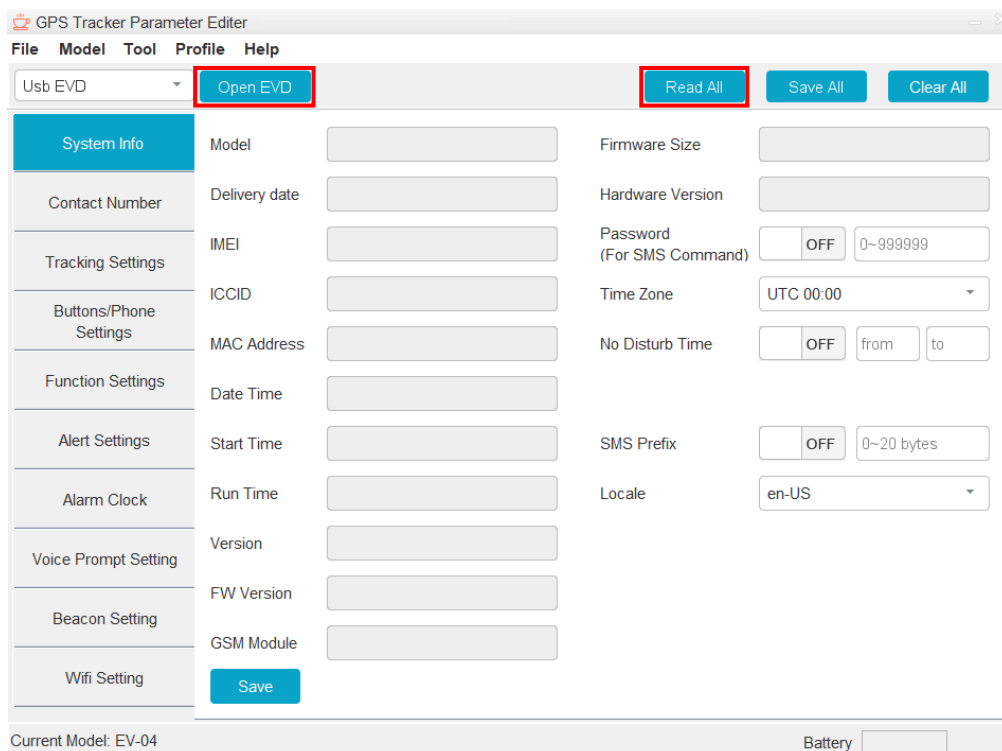 GPS Tracker Parameter Editer
File Model Tool Profile Help
Usb EVD Open EVD Read All Save All Clear All
System Info
Contact Number
Tracking Settings
Buttons/Phone
Settings
Function Settings
Alert Settings
Alarm Clock
Voice Prompt Setting
Beacon Setting
Wifi Setting
Model
Delivery date
IMEI
ICCID
MAC Address
Date Time
Start Time
Run Time
Version
FW Version
GSM Module
Save
Firmware Size
Hardware Version
Password
(For SMS Command) OFF 0~999999
Time Zone UTC 00:00
No Disturb Time OFF from to
SMS Prefix OFF 0~20 bytes
Locale en-US
Current Model: EV-04 Battery